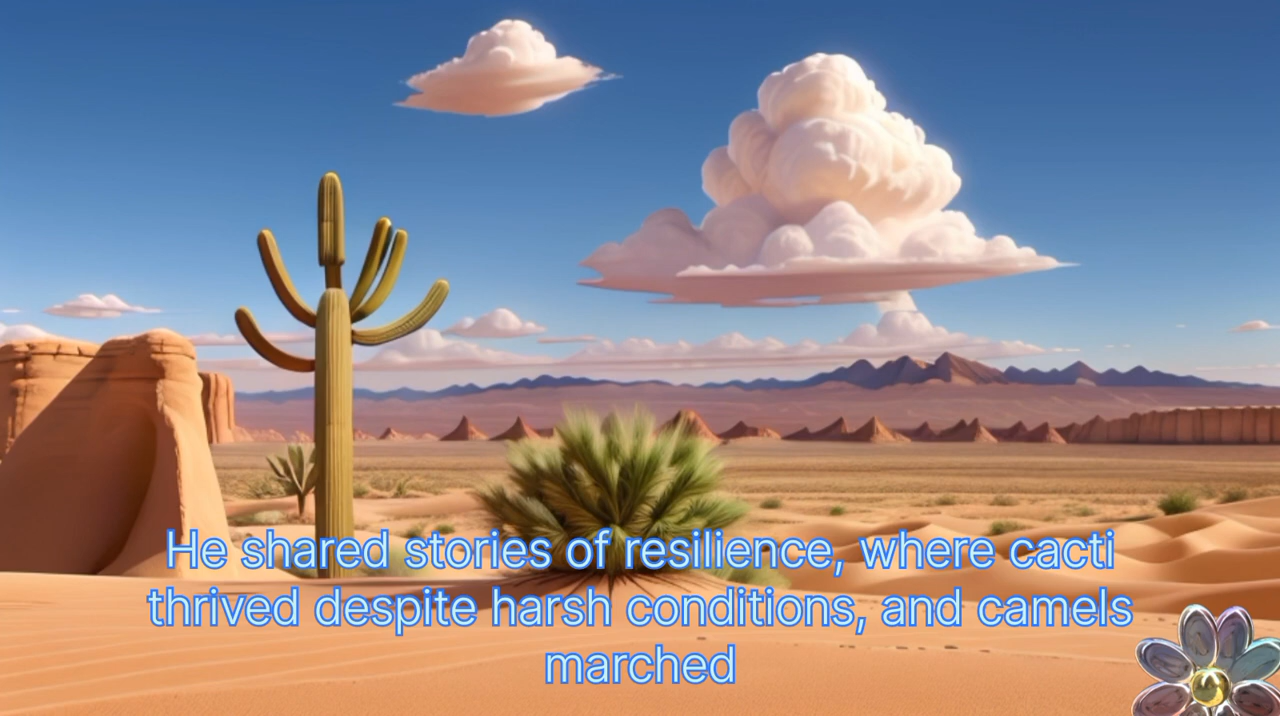 He shared stories of resilience, where cacti
thrived despite harsh conditions, and camels
marched